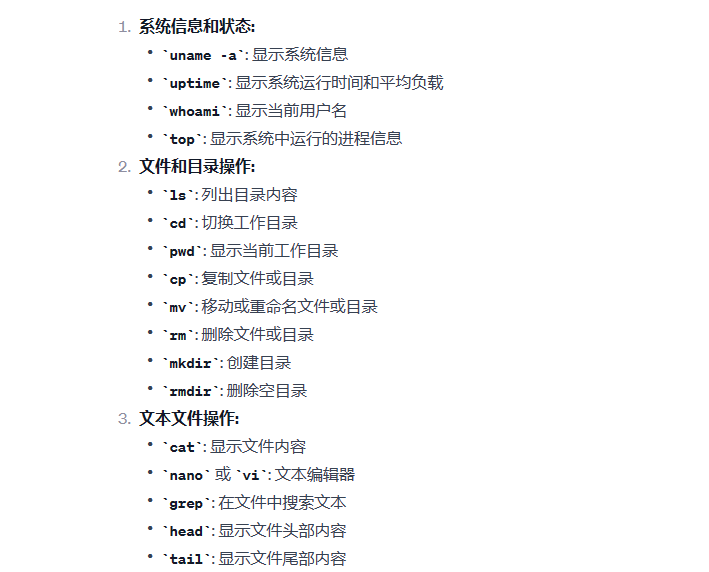 1. 系统信息和状态:
• `uname -a`: 显示系统信息
• `uptime`: 显示系统运行时间和平均负载
• `whoami`: 显示当前用户名
• `top`: 显示系统中运行的进程信息
2. 文件和目录操作:
• `ls`: 列出目录内容
• `cd`: 切换工作目录
• `pwd`: 显示当前工作目录
• `cp`: 复制文件或目录
• `mv`: 移动或重命名文件或目录
• `rm`: 删除文件或目录
• `mkdir`: 创建目录
• `rmdir`: 删除空目录
3. 文本文件操作:
• `cat`: 显示文件内容
• `nano` 或 `vi`: 文本编辑器
• `grep`: 在文件中搜索文本
• `head`: 显示文件头部内容
• `tail`: 显示文件尾部内容